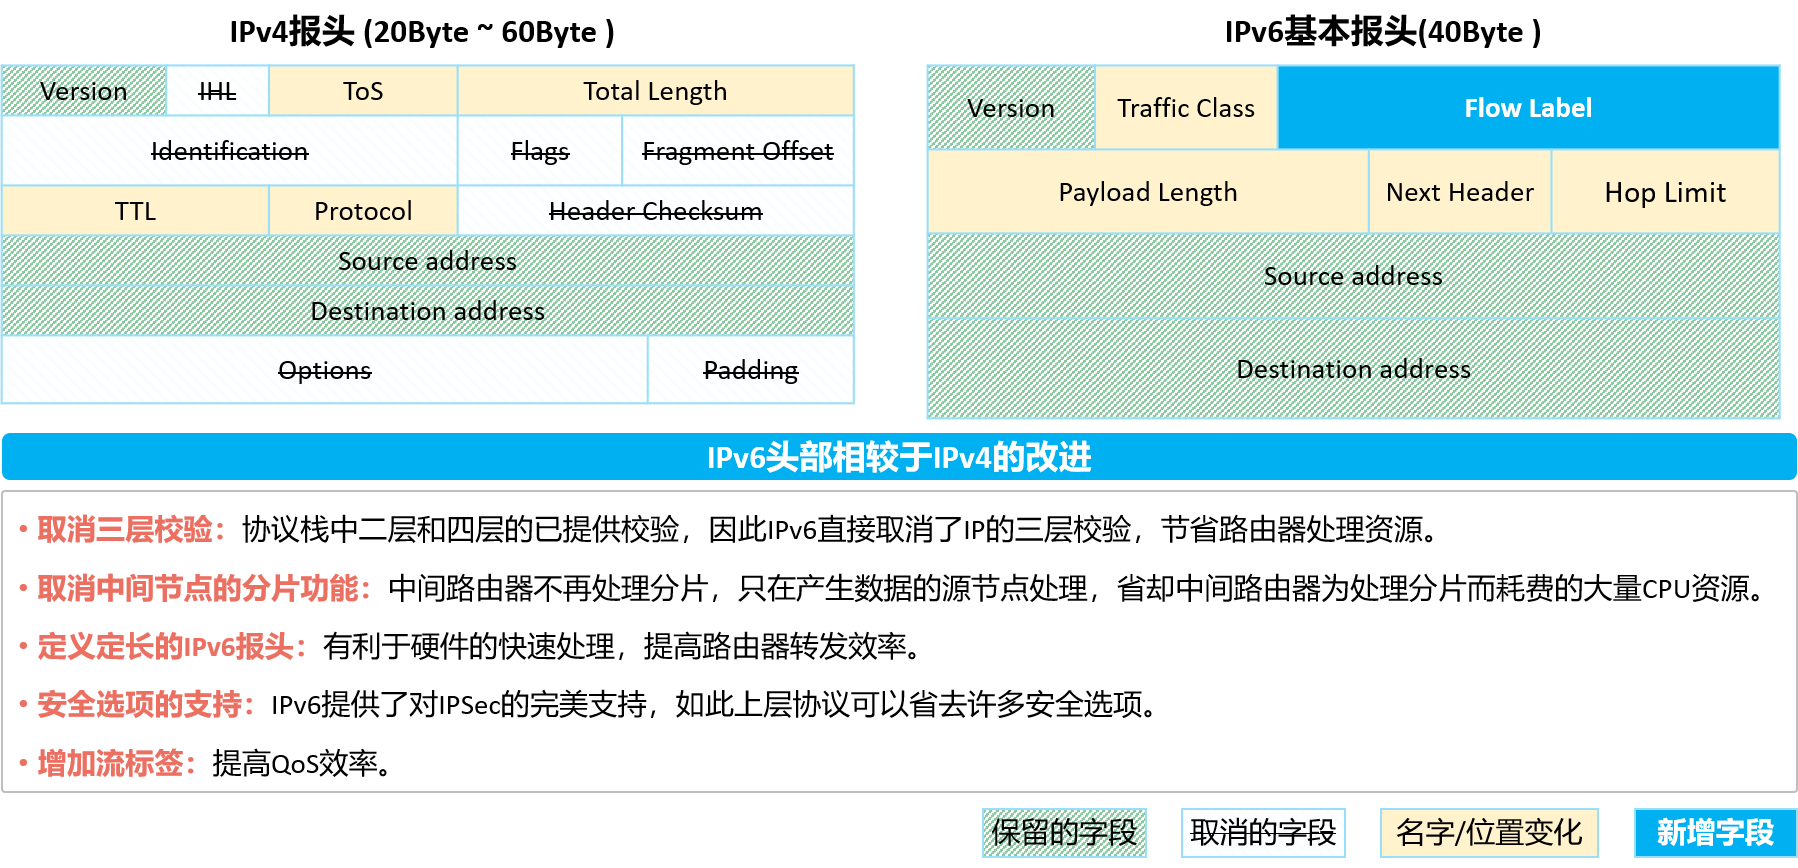 IPv4报头 (20Byte ~ 60Byte )
Version IHL ToS Total Length
Identification Flags Fragment Offset
TTL Protocol Header Checksum
Source address
Destination address
Options Padding
IPv6基本报头(40Byte )
Version Traffic Class Flow Label
Payload Length Next Header Hop Limit
Source address
Destination address
IPv6头部相较于IPv4的改进
• 取消三层校验：协议栈中二层和四层的已提供校验，因此IPv6直接取消了IP的三层校验，节省路由器处理资源。
• 取消中间节点的分片功能：中间路由器不再处理分片，只在产生数据的源节点处理，省却中间路由器为处理分片而耗费的大量CPU资源。
• 定义定长的IPv6报头：有利于硬件的快速处理，提高路由器转发效率。
• 安全选项的支持：IPv6提供了对IPSec的完美支持，如此上层协议可以省去许多安全选项。
• 增加流标签：提高QoS效率。
保留的字段 取消的字段 名字/位置变化 新增字段